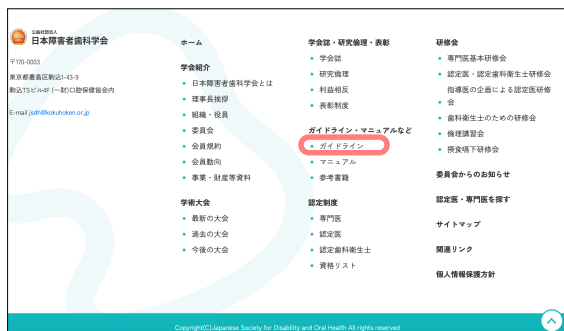 公益社団法人
日本障害者歯科学会
〒170-0003
東京都豊島区駒込1-43-9
駒込TSビル4F (一財)口腔保健協会内
E-mail jsdh@kokuhoken.or.jp
ホーム
学会紹介
日本障害者歯科学会とは
理事長挨拶
組織・役員
委員会
会員規約
会員動向
事業・財産等資料
学術大会
最新の大会
過去の大会
今後の大会
学会誌・研究倫理・表彰
学会誌
研究倫理
利益相反
表彰制度
ガイドライン・マニュアルなど
ガイドライン
マニュアル
参考書籍
認定制度
専門医
認定医
認定歯科衛生士
資格リスト
研修会
専門医基本研修会
認定医・認定歯科衛生士研修会
指導医の企画による認定医研修
会
歯科衛生士のための研修会
倫理講習会
摂食嚥下研修会
委員会からのお知らせ
認定医・専門医を探す
サイトマップ
関連リンク
個人情報保護方針
Copyright(C)Japanese Society for Disability and Oral Health All rights reserved